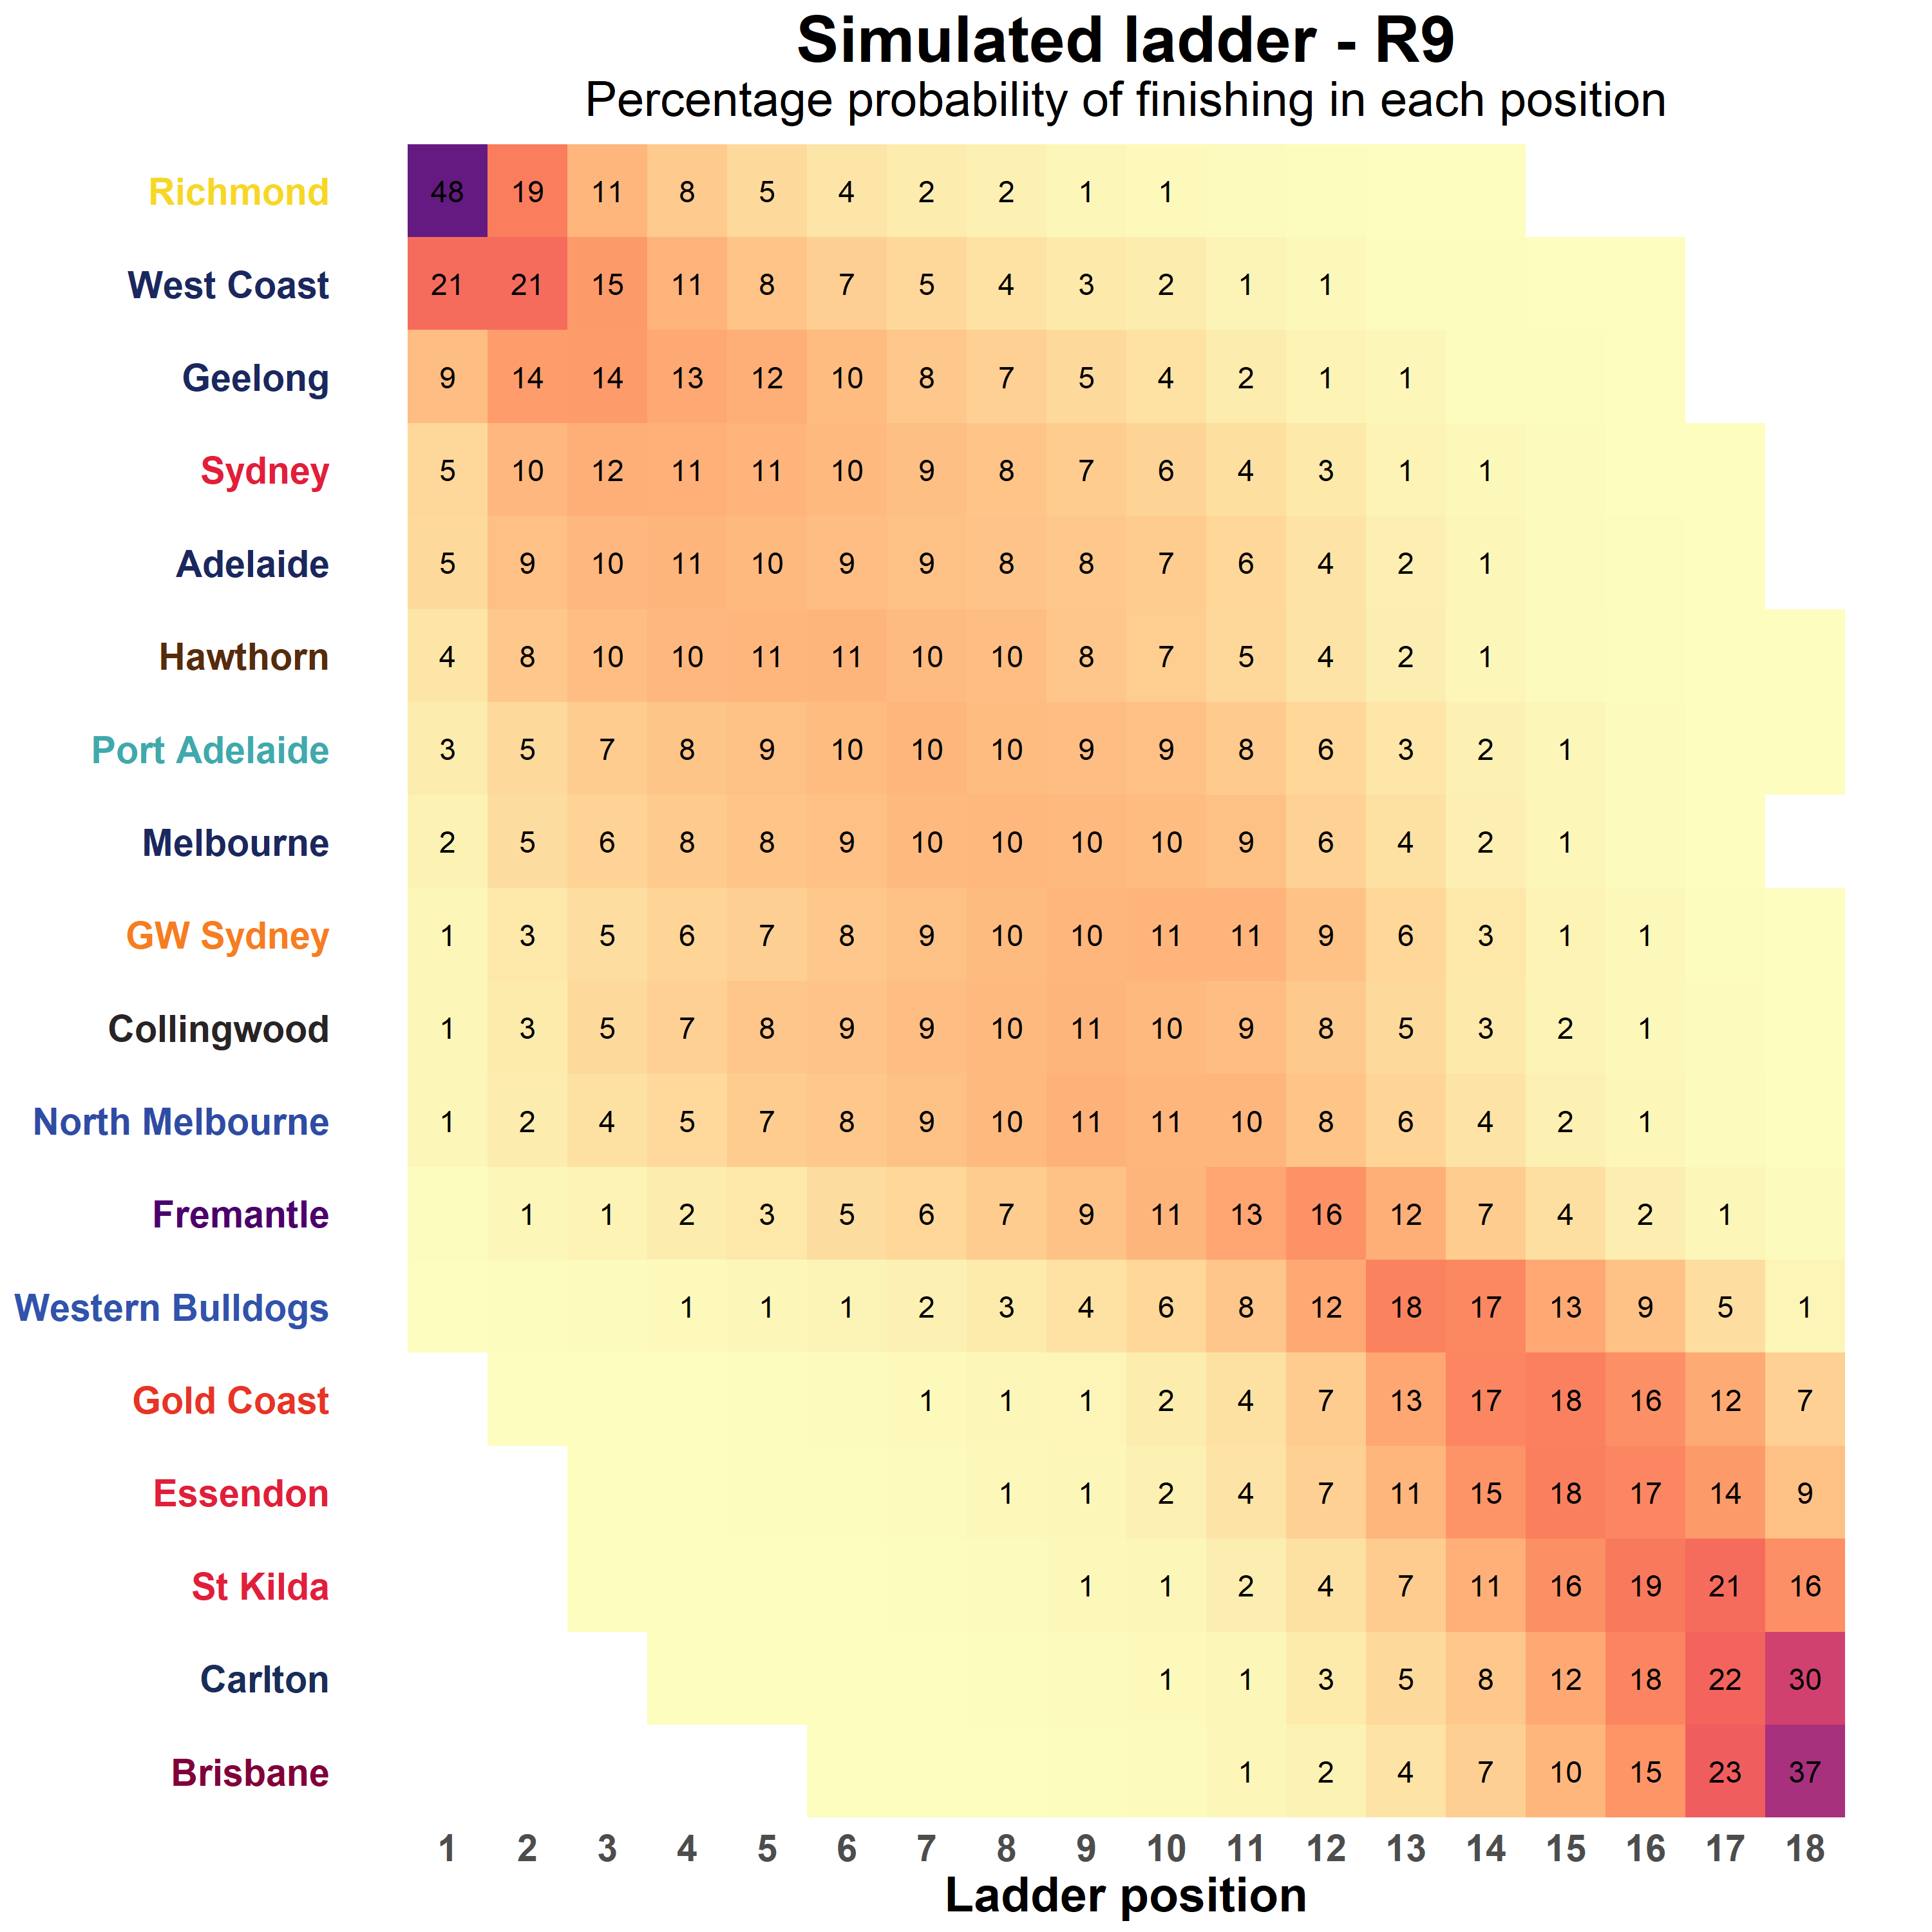 Simulated ladder - R9
Percentage probability of finishing in each position
Richmond 48 19 11 8 5 4 2 2 1 1
West Coast 21 21 15 11 8 7 5 4 3 2 1 1
Geelong 9 14 14 13 12 10 8 7 5 4 2 1 1
Sydney 5 10 12 11 11 10 9 8 7 6 4 3 1 1
Adelaide 5 9 10 11 10 9 9 8 8 7 6 4 2 1
Hawthorn 4 8 10 10 11 11 10 10 8 7 5 4 2 1
Port Adelaide 3 5 7 8 9 10 10 10 9 9 8 6 3 2 1
Melbourne 2 5 6 8 8 9 10 10 10 10 9 6 4 2 1
GW Sydney 1 3 5 6 7 8 9 10 10 11 11 9 6 3 1 1
Collingwood 1 3 5 7 8 9 9 10 11 10 9 8 5 3 2 1
North Melbourne 1 2 4 5 7 8 9 10 11 11 10 8 6 4 2 1
Fremantle 1 1 2 3 5 6 7 9 11 13 16 12 7 4 2 1
Western Bulldogs 1 1 1 2 3 4 6 8 12 18 17 13 9 5 1
Gold Coast 1 1 1 2 4 7 13 17 18 16 12 7
Essendon 1 1 2 4 7 11 15 18 17 14 9
St Kilda 1 1 2 4 7 11 16 19 21 16
Carlton 1 1 3 5 8 12 18 22 30
Brisbane 1 2 4 7 10 15 23 37
1 2 3 4 5 6 7 8 9 10 11 12 13 14 15 16 17 18
Ladder position